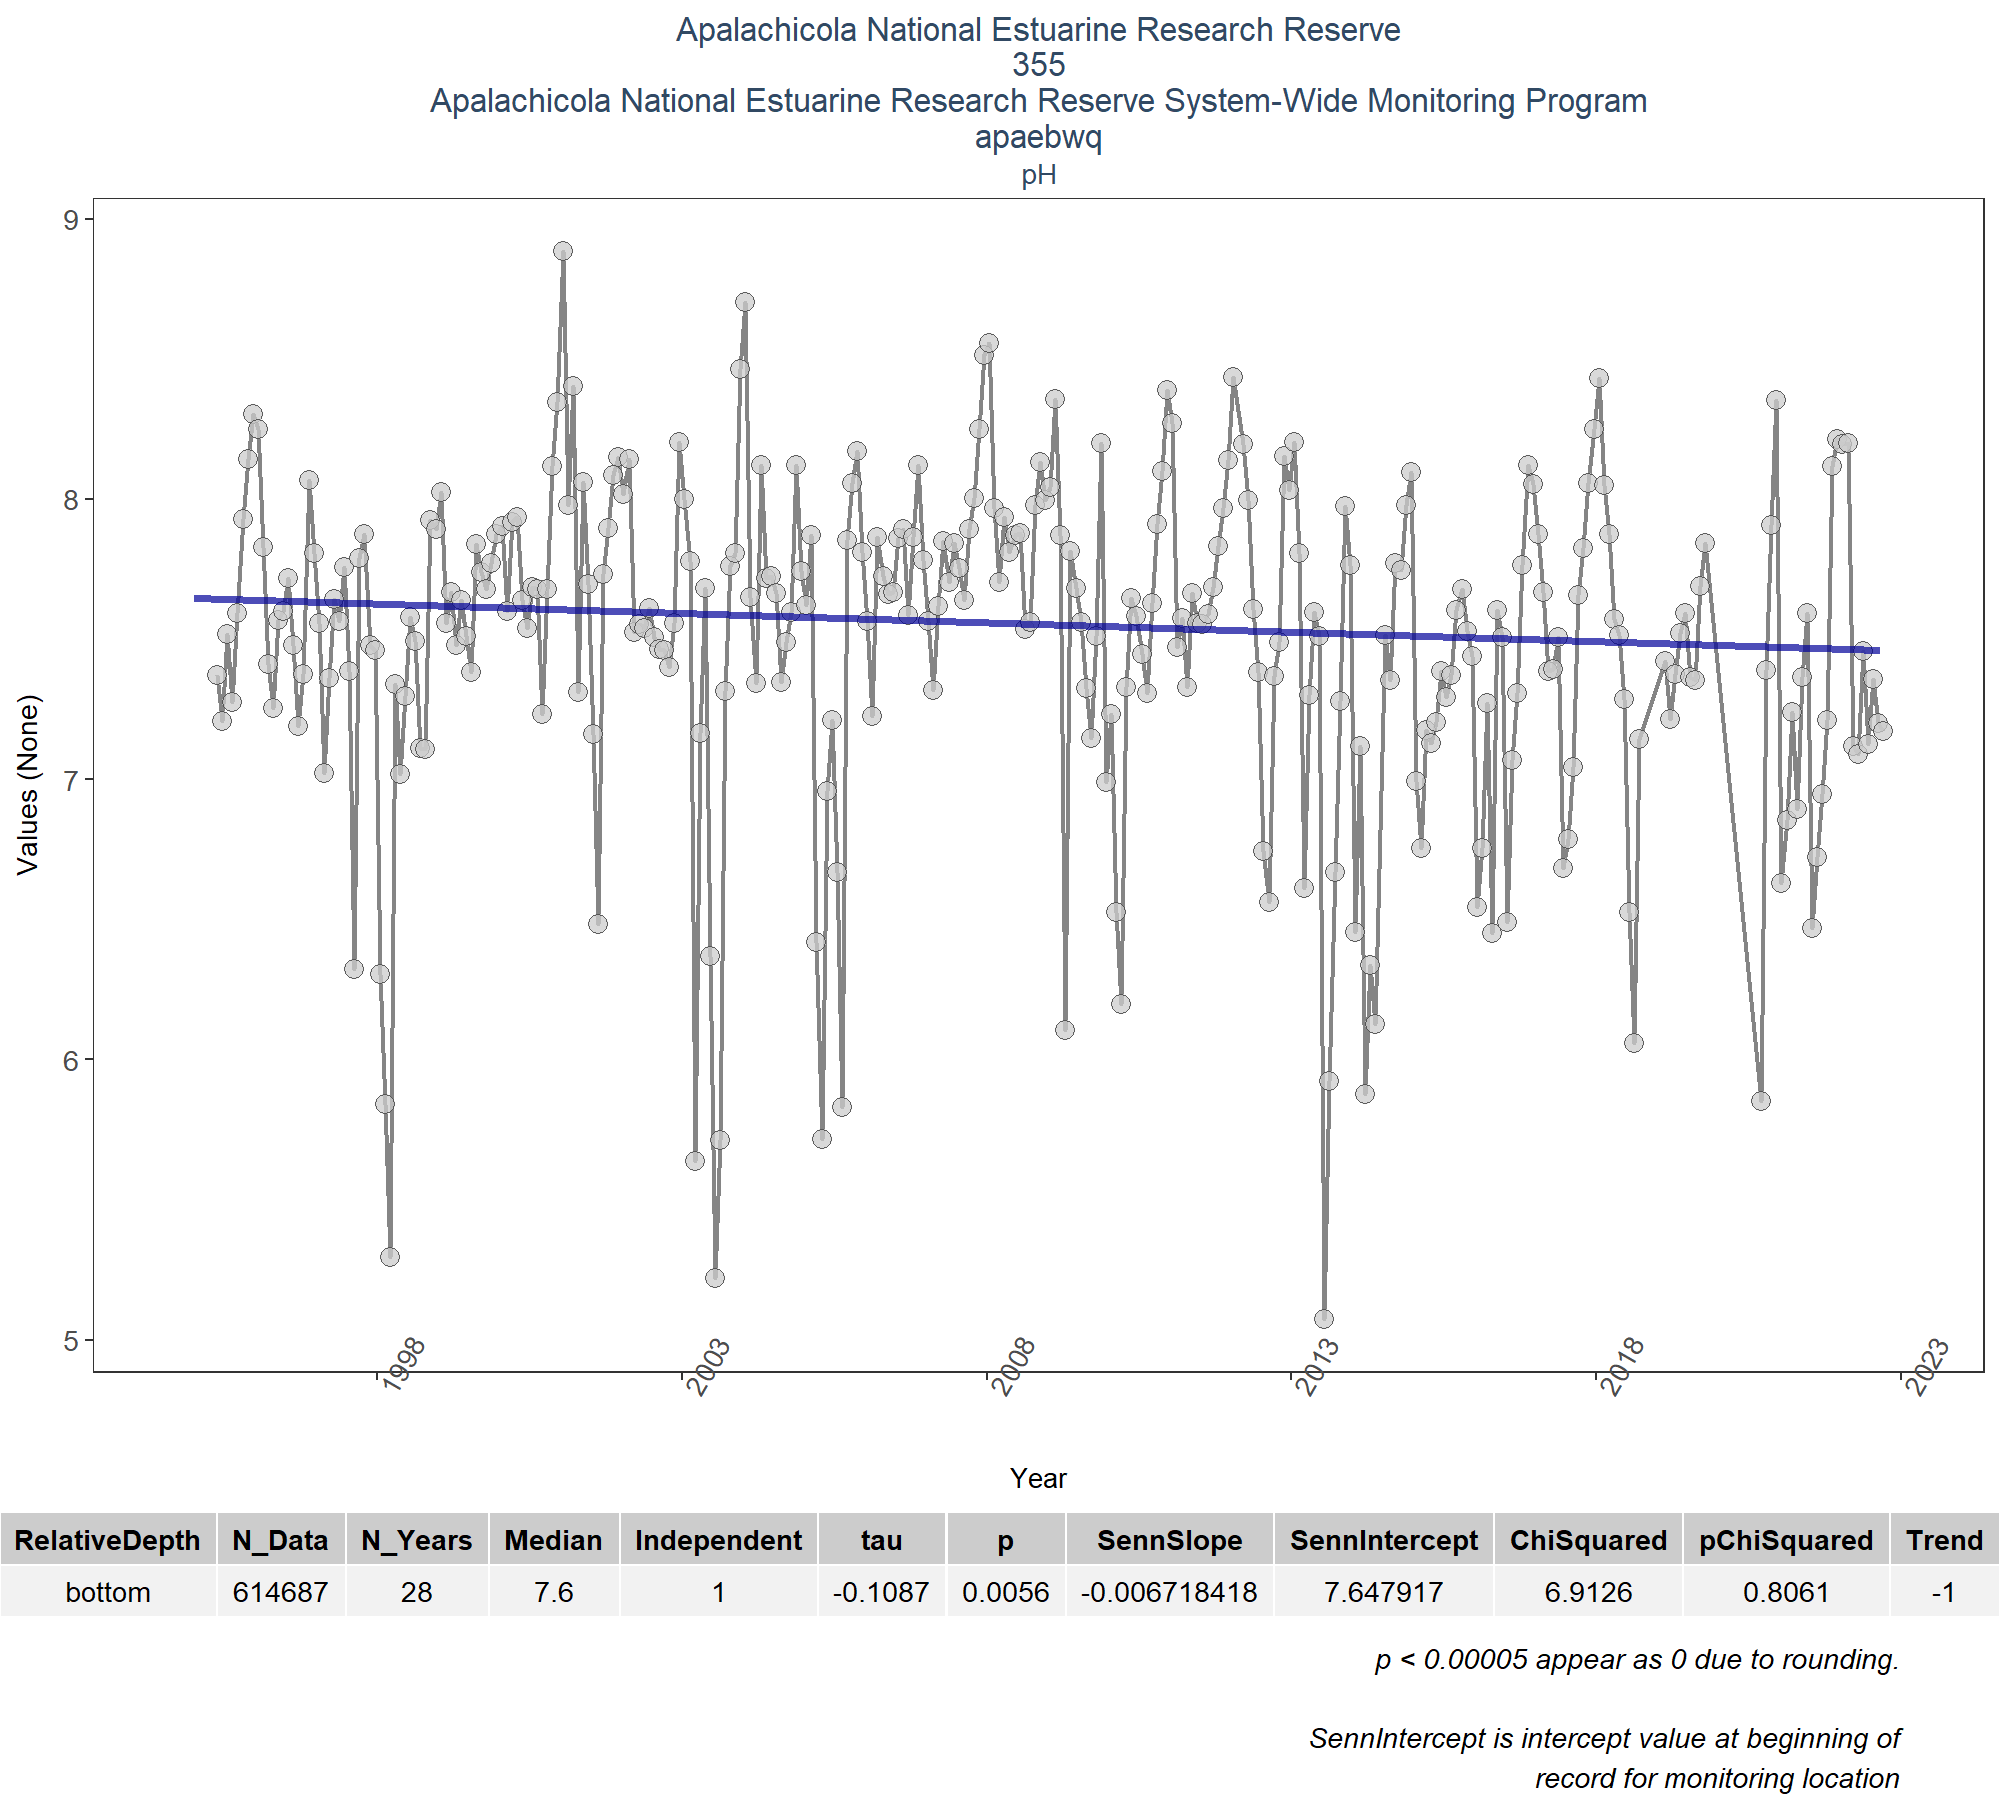 Apalachicola National Estuarine Research Reserve
355
Apalachicola National Estuarine Research Reserve System-Wide Monitoring Program
apaebwq
pH
9
8
7
6
5
Values (None)
1998 2003 2008 2013 2018 2023
Year
RelativeDepth N_Data N_Years Median Independent tau p SennSlope SennIntercept ChiSquared pChiSquared Trend
bottom 614687 28 7.6 1 -0.1087 0.0056 -0.006718418 7.647917 6.9126 0.8061 -1
p < 0.00005 appear as 0 due to rounding.
SennIntercept is intercept value at beginning of
record for monitoring location